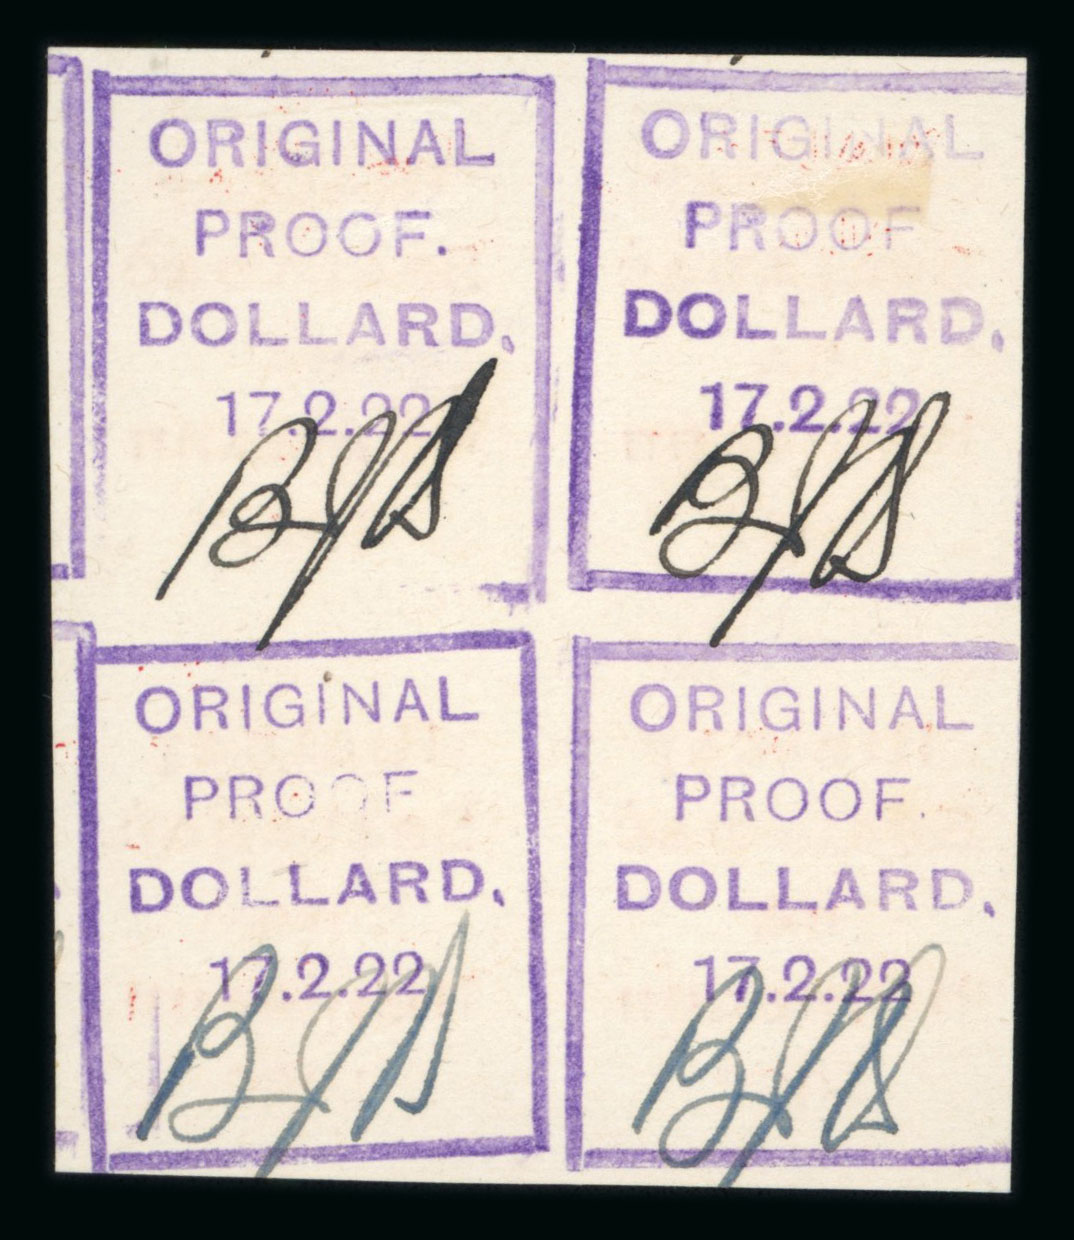 ORIGINAL
PROOF.
DOLLARD,
17.2.22
ORIGINAL
PROOF
DOLLARD,
17.2.22
ORIGINAL
PROOF
DOLLARD,
17.2.22
ORIGINAL
PROOF.
DOLLARD,
17.2.22